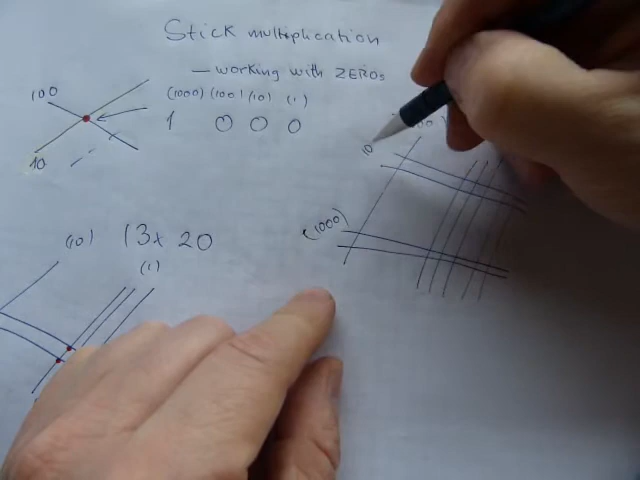 Stick multiplication
— working with ZEROs
100
(1000) (100) (10) (1)
1 0 0 0
10
10
(1000)
(10) 13x 20
(1)